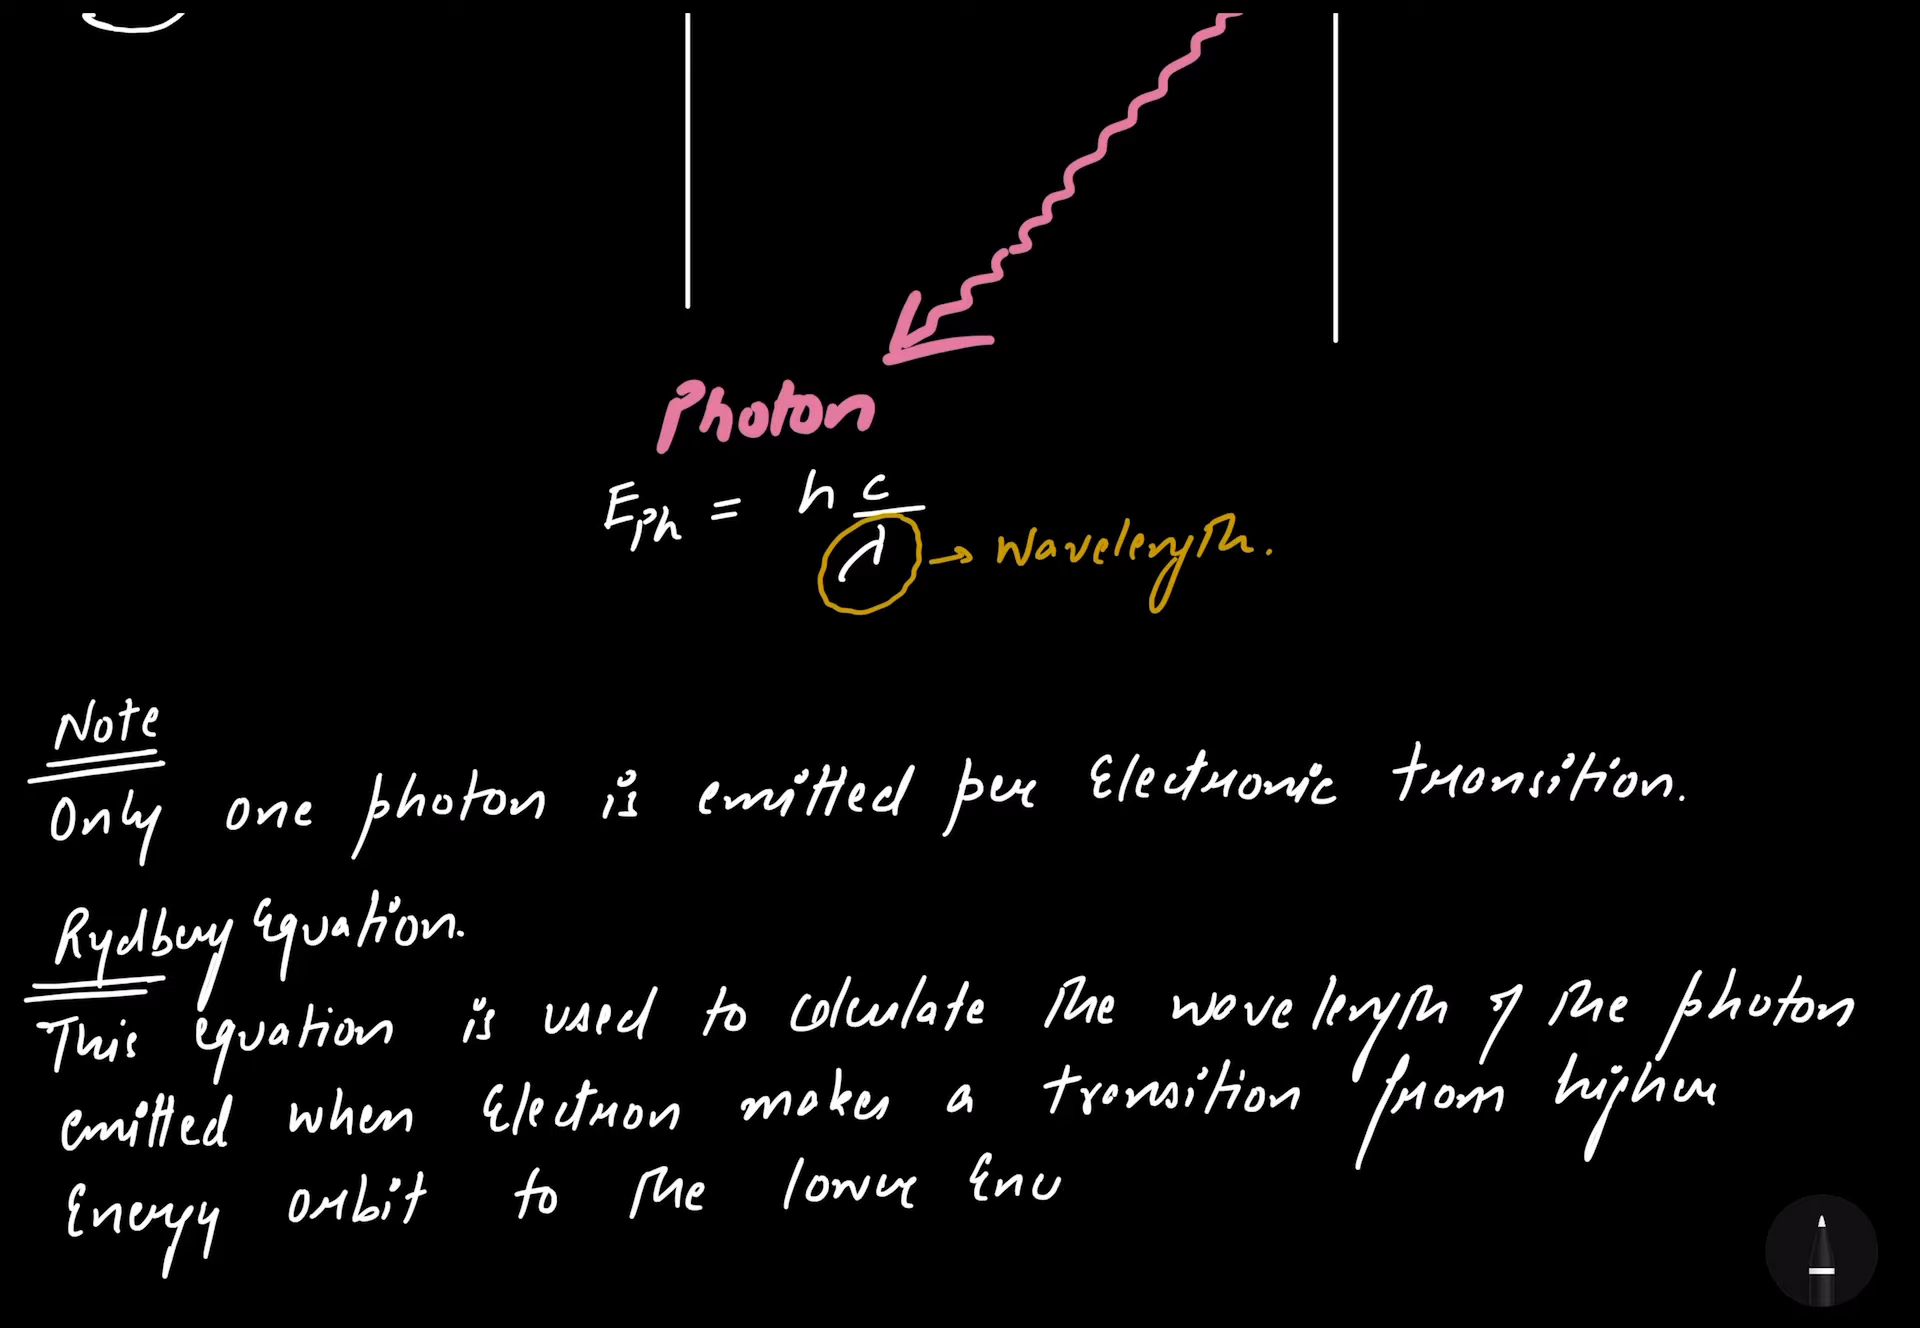 Photon
Eph = h c/λ → Wavelength.
Note
Only one photon is emitted per Electronic transition.
Rydberg Equation.
This equation is used to calculate the wavelength of the photon
emitted when Electron makes a transition from higher
Energy orbit to the lower Ene